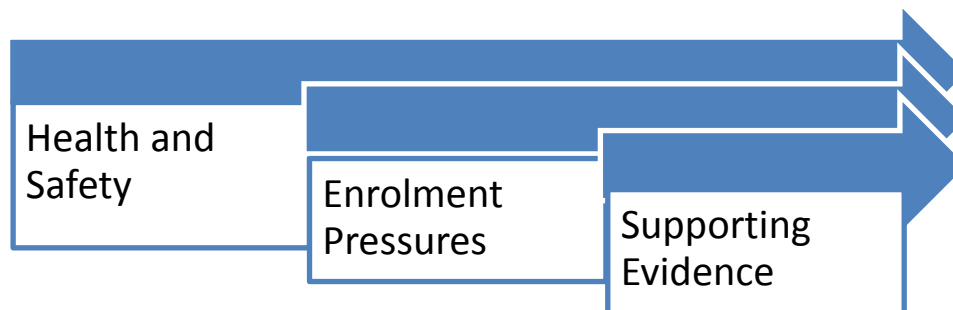 Health and
Safety
Enrolment
Pressures
Supporting
Evidence